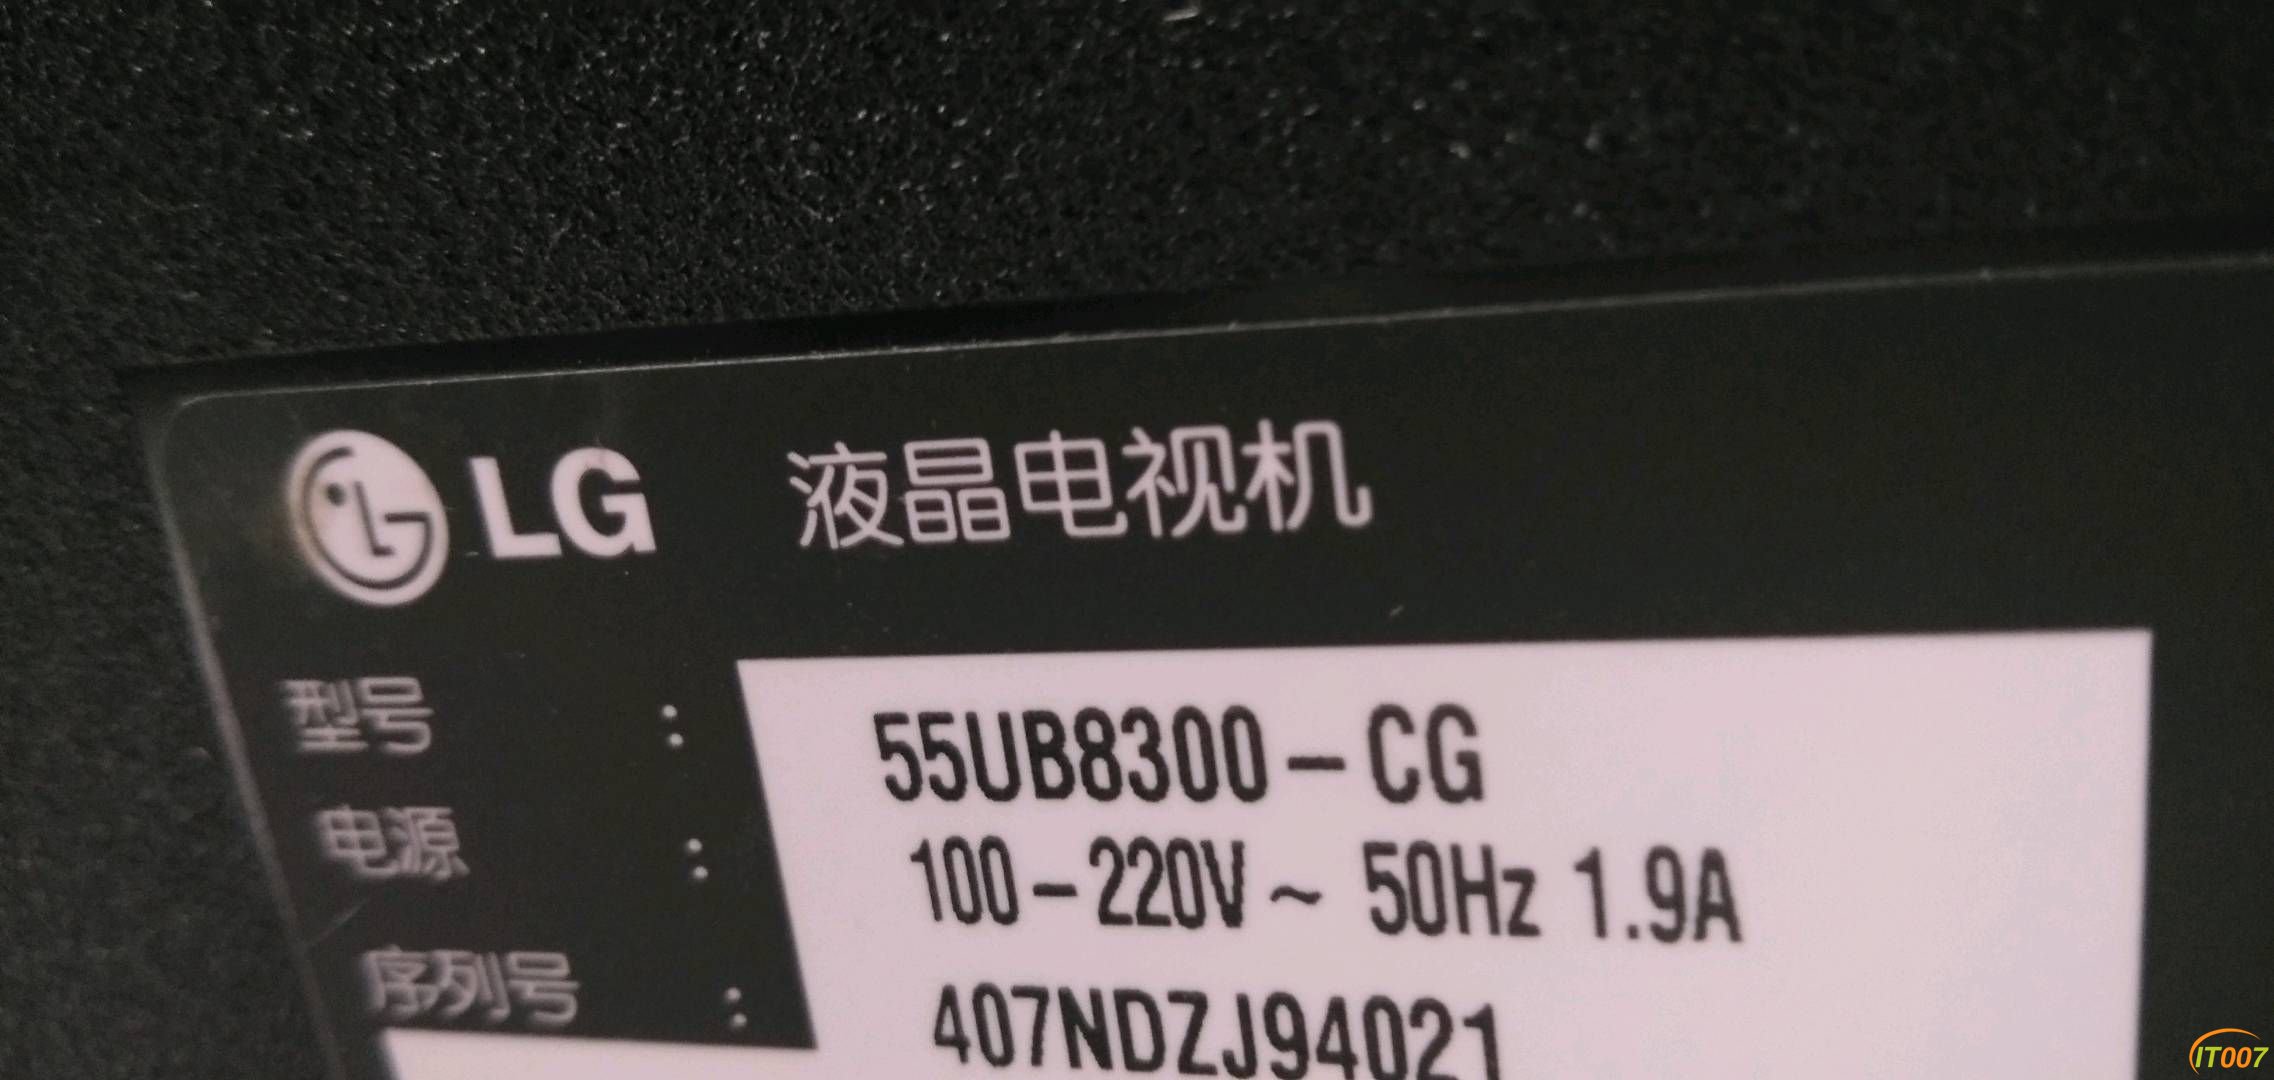 LG 液晶电视机
型号 : 55UB8300-CG
电源 : 100-220V~ 50Hz 1.9A
序列号 : 407NDZJ94021
IT007